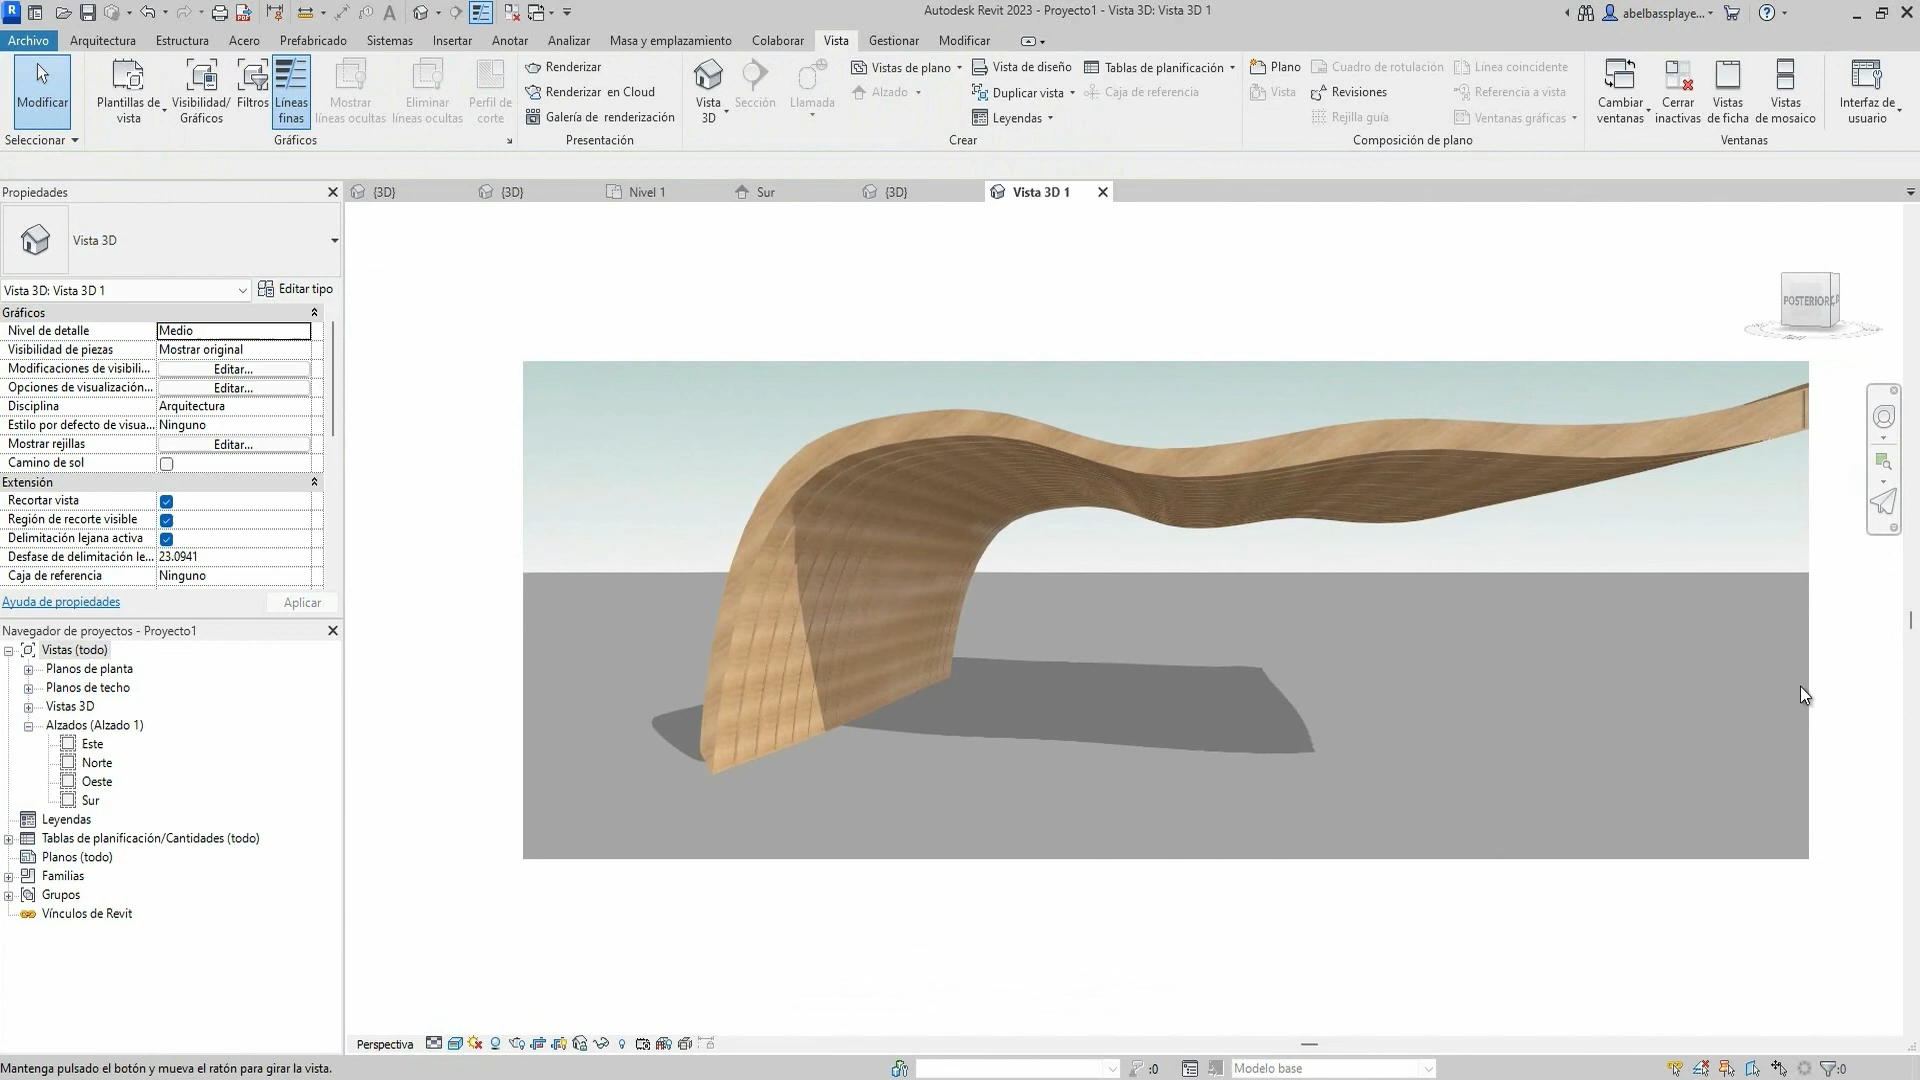 Autodesk Revit 2023 - Proyecto1 - Vista 3D: Vista 3D 1
abelbassplaye...
Archivo Arquitectura Estructura Acero Prefabricado Sistemas Insertar Anotar Analizar Masa y emplazamiento Colaborar Vista Gestionar Modificar
Modificar
Seleccionar
Plantillas de vista
Visibilidad/ Gráficos
Filtros
Líneas finas
Mostrar líneas ocultas
Eliminar líneas ocultas
Perfil de corte
Gráficos
Renderizar
Renderizar en Cloud
Galería de renderización
Presentación
Vista 3D
Sección
Llamada
Vistas de plano
Alzado
Vista de diseño
Duplicar vista
Leyendas
Tablas de planificación
Caja de referencia
Crear
Plano
Vista
Cuadro de rotulación
Revisiones
Rejilla guía
Línea coincidente
Referencia a vista
Ventanas gráficas
Composición de plano
Cambiar ventanas
Cerrar inactivas
Vistas de ficha
Vistas de mosaico
Ventanas
Interfaz de usuario
Propiedades
{3D} {3D} Nivel 1 Sur {3D} Vista 3D 1
Vista 3D
Vista 3D: Vista 3D 1 Editar tipo
Gráficos
Nivel de detalle Medio
Visibilidad de piezas Mostrar original
Modificaciones de visibili... Editar...
Opciones de visualización... Editar...
Disciplina Arquitectura
Estilo por defecto de visua... Ninguno
Mostrar rejillas Editar...
Camino de sol
Extensión
Recortar vista
Región de recorte visible
Delimitación lejana activa
Desfase de delimitación le... 23.0941
Caja de referencia Ninguno
Ayuda de propiedades Aplicar
POSTERIOR
Navegador de proyectos - Proyecto1
Vistas (todo)
Planos de planta
Planos de techo
Vistas 3D
Alzados (Alzado 1)
Este
Norte
Oeste
Sur
Leyendas
Tablas de planificación/Cantidades (todo)
Planos (todo)
Familias
Grupos
Vínculos de Revit
Perspectiva
Mantenga pulsado el botón y mueva el ratón para girar la vista.
:0
Modelo base
:0